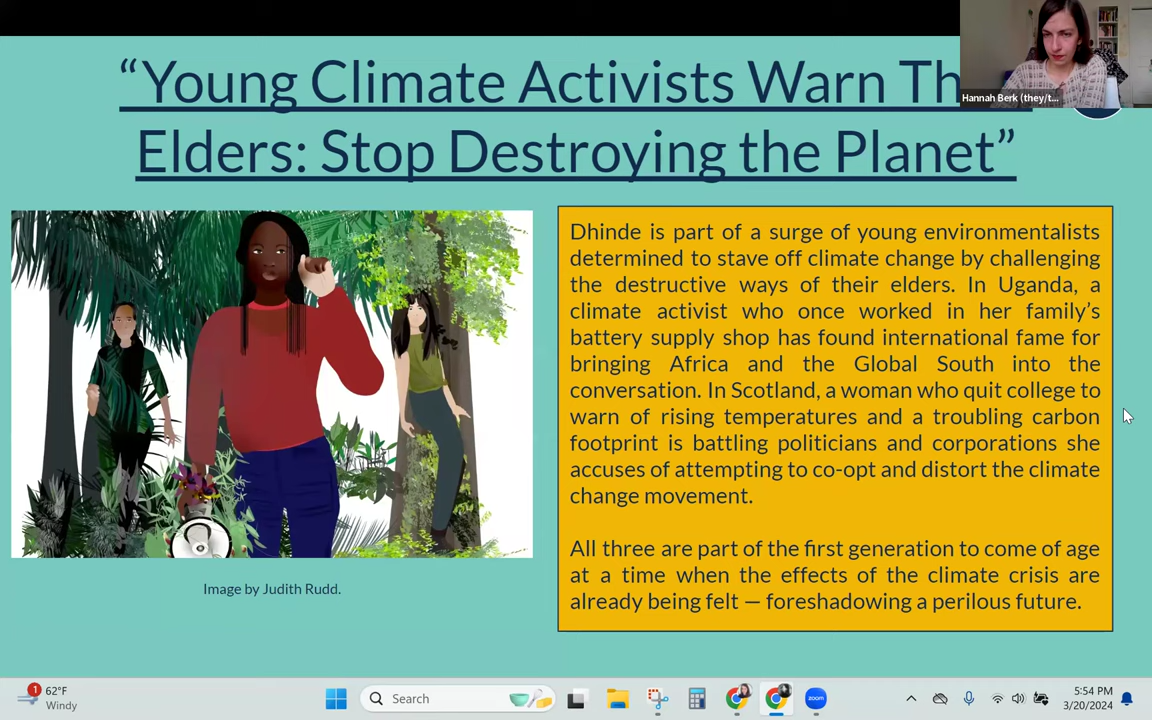 “Young Climate Activists Warn Th
Elders: Stop Destroying the Planet”
Hannah Berk (they/t...
Dhinde is part of a surge of young environmentalists
determined to stave off climate change by challenging
the destructive ways of their elders. In Uganda, a
climate activist who once worked in her family’s
battery supply shop has found international fame for
bringing Africa and the Global South into the
conversation. In Scotland, a woman who quit college to
warn of rising temperatures and a troubling carbon
footprint is battling politicians and corporations she
accuses of attempting to co-opt and distort the climate
change movement.
All three are part of the first generation to come of age
at a time when the effects of the climate crisis are
already being felt — foreshadowing a perilous future.
Image by Judith Rudd.
1
62°F
Windy
Search
zoom
5:54 PM
3/20/2024